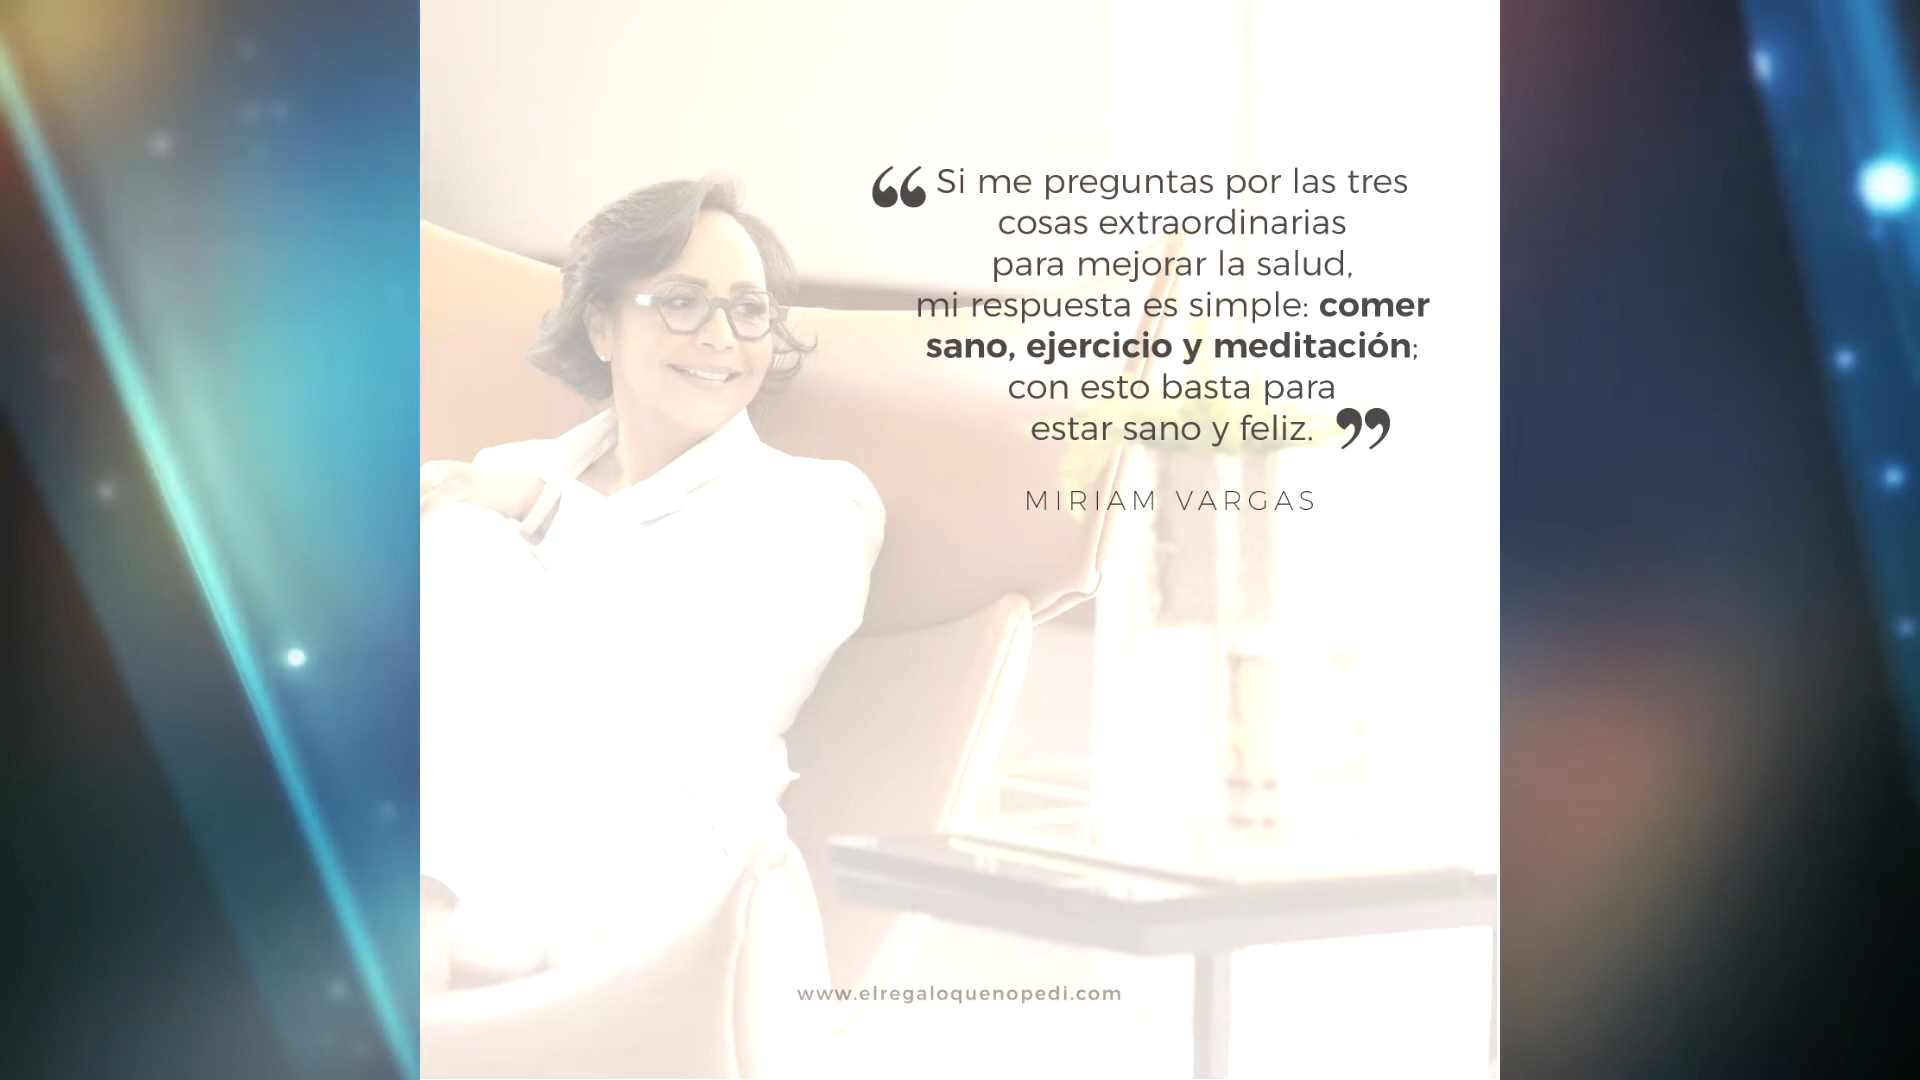 “ Si me preguntas por las tres
cosas extraordinarias
para mejorar la salud,
mi respuesta es simple: comer
sano, ejercicio y meditación;
con esto basta para
estar sano y feliz. ”
MIRIAM VARGAS
www.elregaloquenopedi.com